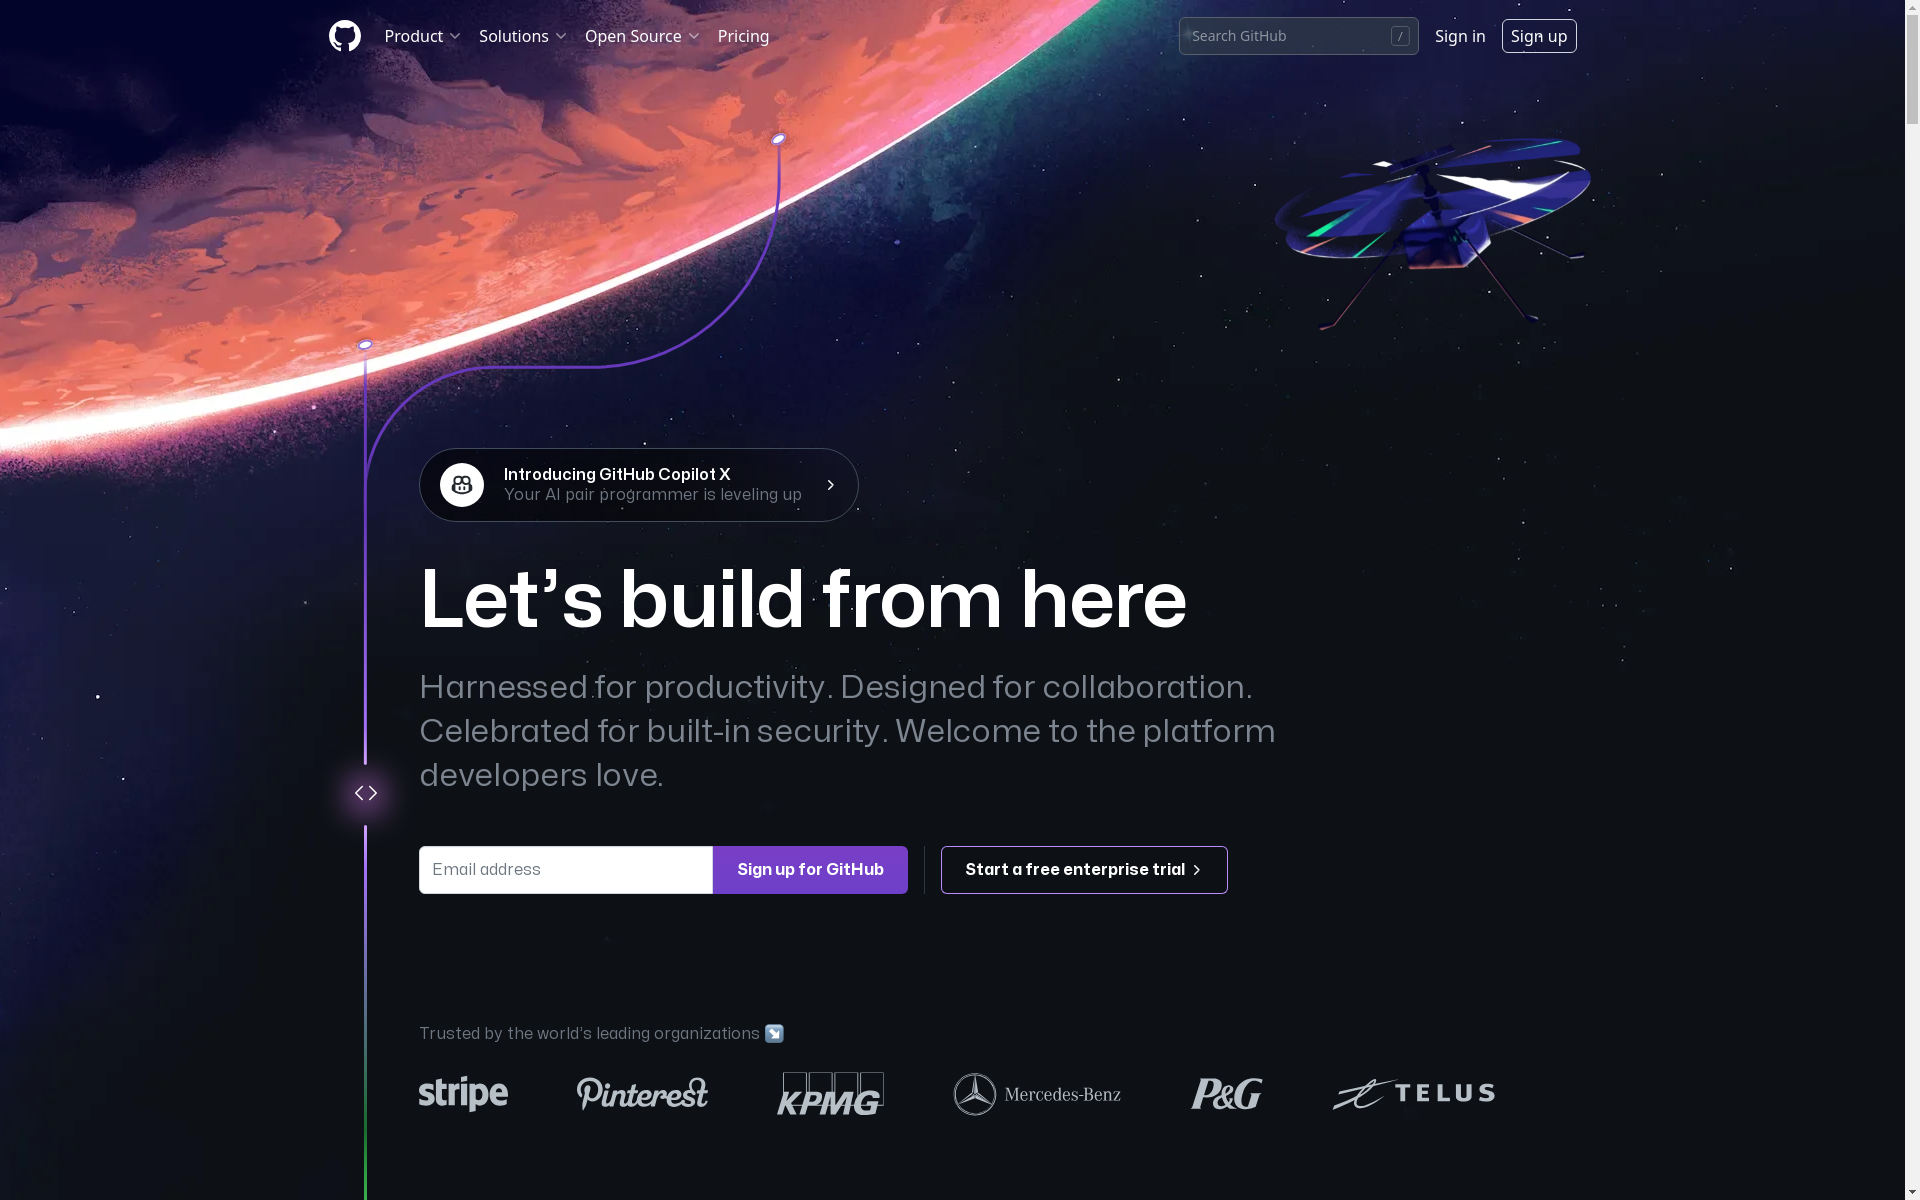 Product
Solutions
Open Source
Pricing
Search GitHub
/
Sign in
Sign up
Introducing GitHub Copilot X
Your AI pair programmer is leveling up
Let’s build from here
Harnessed for productivity. Designed for collaboration.
Celebrated for built-in security. Welcome to the platform
developers love.
Email address
Sign up for GitHub
Start a free enterprise trial
Trusted by the world’s leading organizations ↘️
stripe
Pinterest
KPMG
Mercedes-Benz
P&G
TELUS